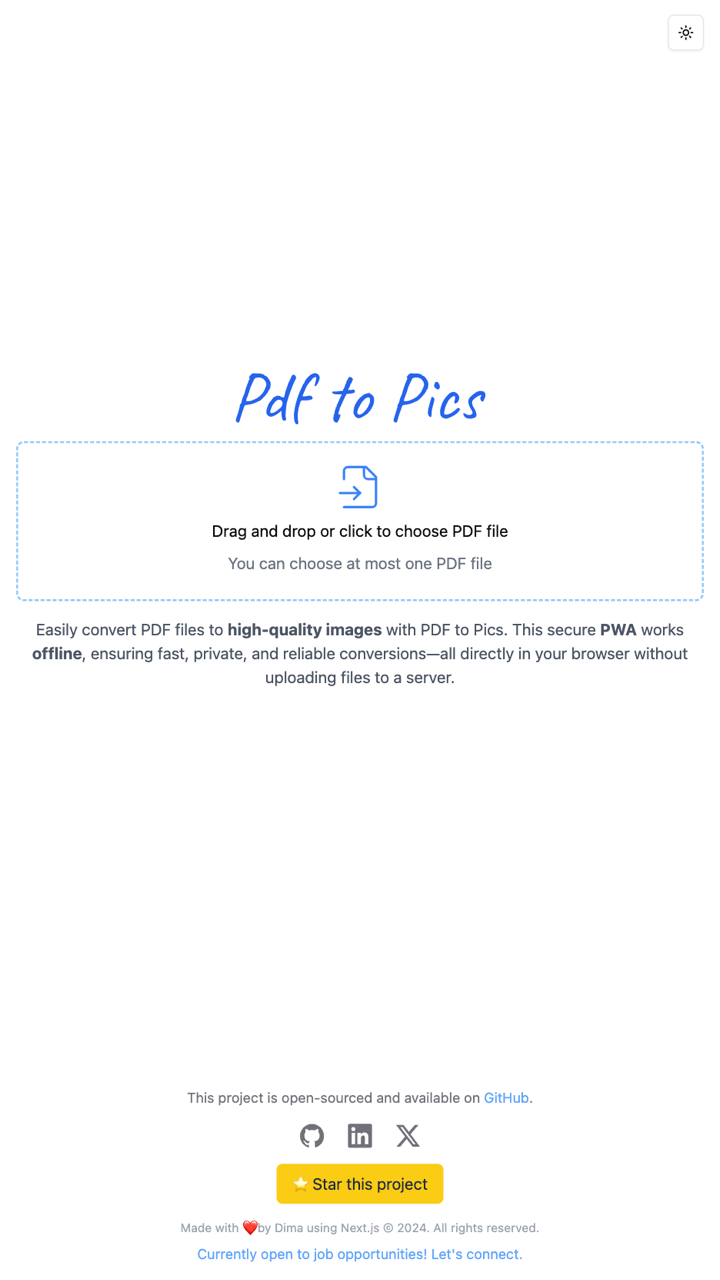 Pdf to Pics
Drag and drop or click to choose PDF file
You can choose at most one PDF file
Easily convert PDF files to high-quality images with PDF to Pics. This secure PWA works
offline, ensuring fast, private, and reliable conversions—all directly in your browser without
uploading files to a server.
This project is open-sourced and available on GitHub.
⭐ Star this project
Made with ❤️by Dima using Next.js © 2024. All rights reserved.
Currently open to job opportunities! Let's connect.